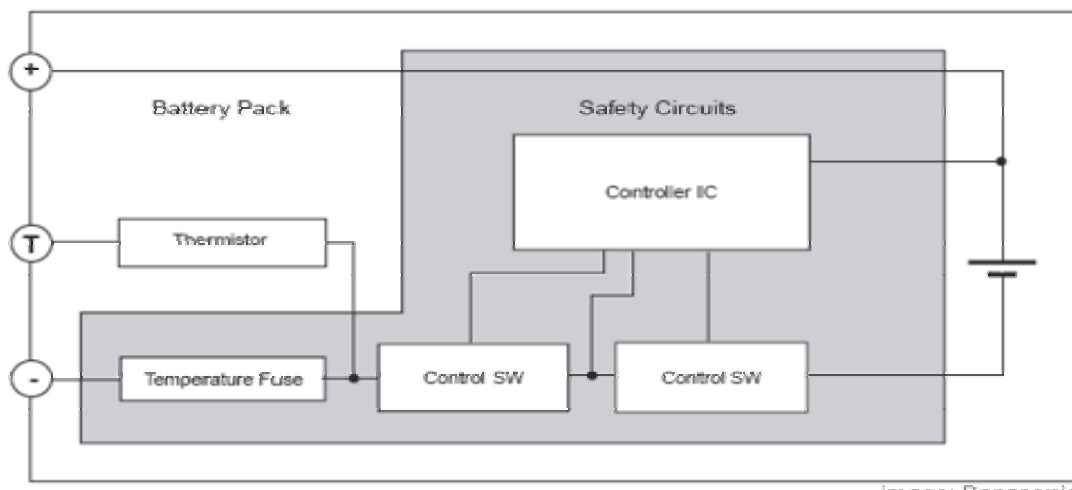 +
Battery Pack
Safety Circuits
Controller IC
T
Thermistor
-
Temperature Fuse
Control SW
Control SW